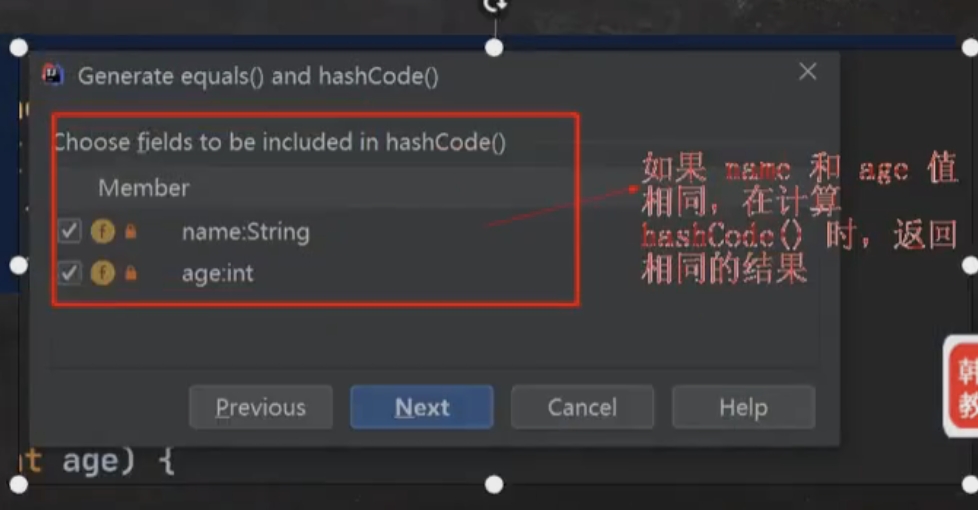 Generate equals() and hashCode()
Choose fields to be included in hashCode()
Member
name:String
age:int
如果 name 和 age 值
相同，在计算
hashCode() 时，返回
相同的结果
Previous
Next
Cancel
Help
t age) {
韩
教